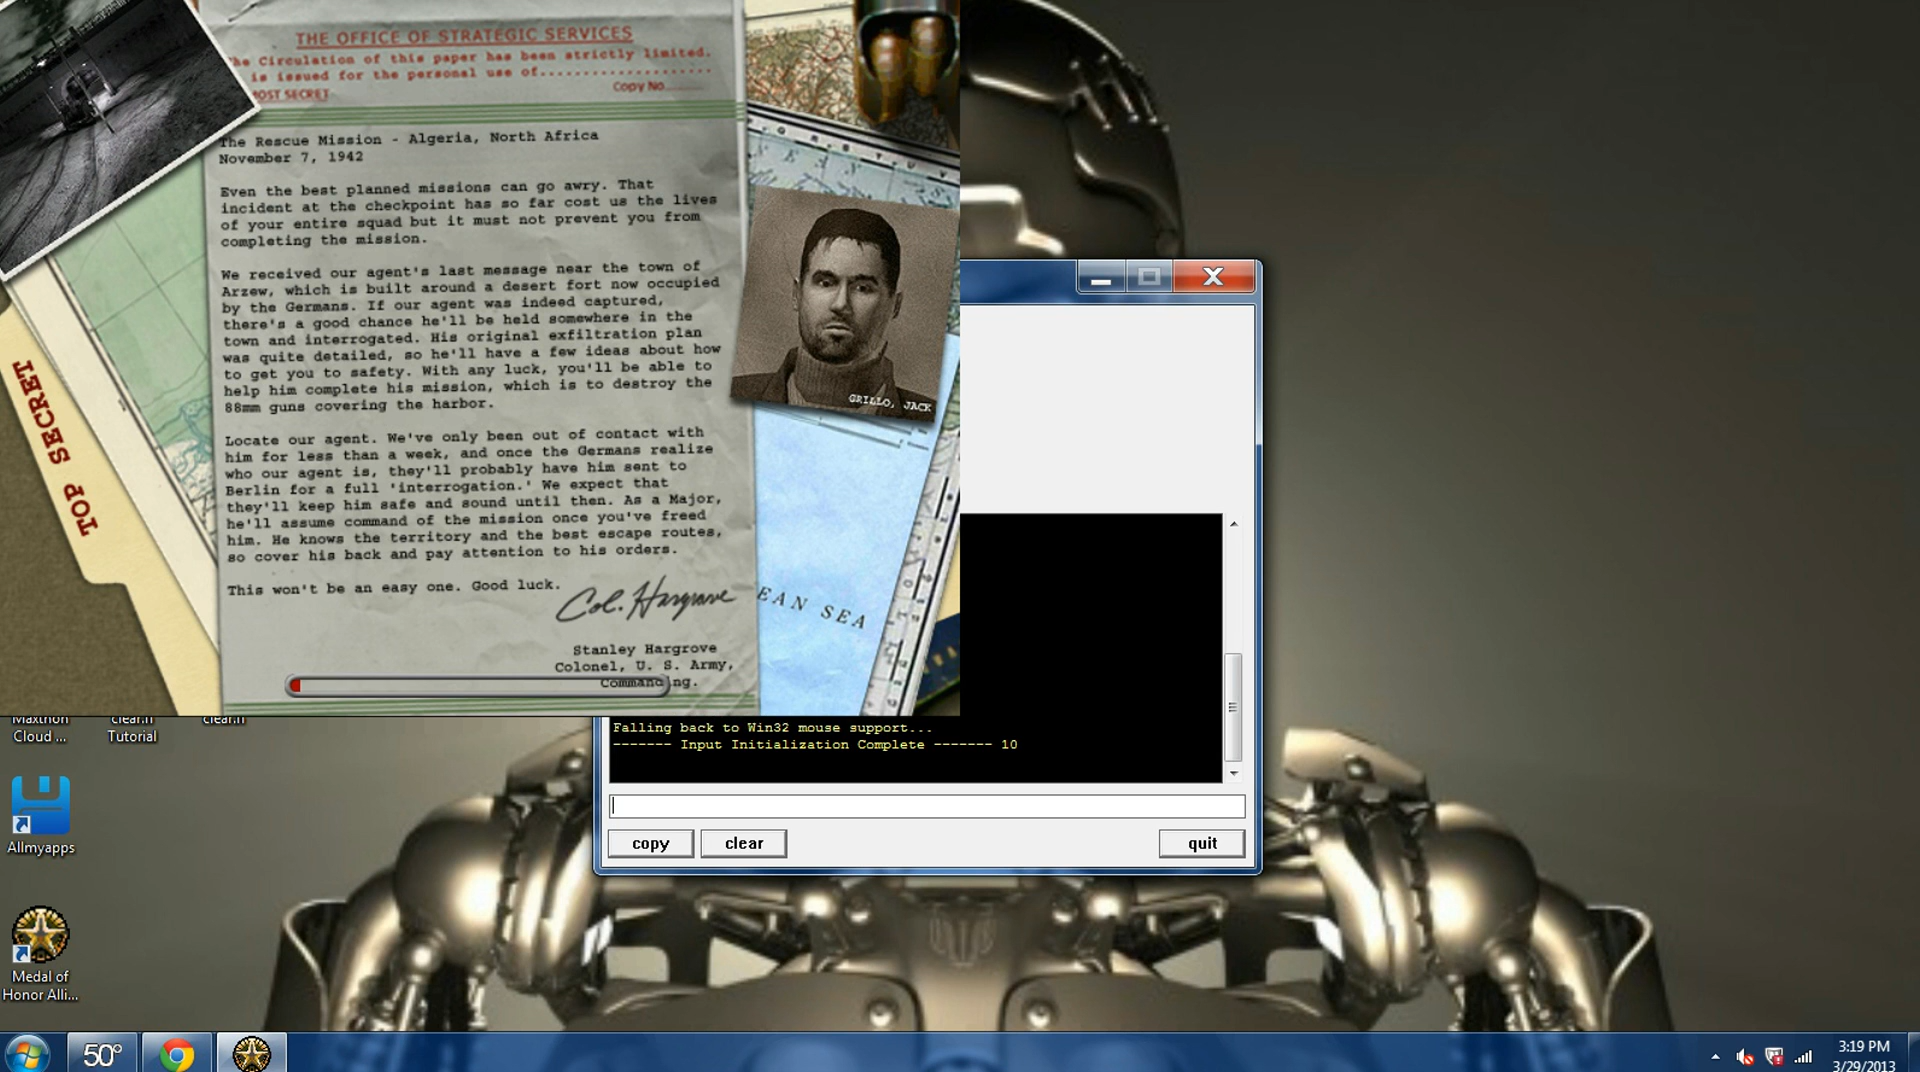 THE OFFICE OF STRATEGIC SERVICES
he Circulation of this paper has been strictly limited.
is issued for the personal use of....................
MOST SECRET
Copy No.......
The Rescue Mission - Algeria, North Africa
November 7, 1942
Even the best planned missions can go awry. That
incident at the checkpoint has so far cost us the lives
of your entire squad but it must not prevent you from
completing the mission.
We received our agent's last message near the town of
Arzew, which is built around a desert fort now occupied
by the Germans. If our agent was indeed captured,
there's a good chance he'll be held somewhere in the
town and interrogated. His original exfiltration plan
was quite detailed, so he'll have a few ideas about how
to get you to safety. With any luck, you'll be able to
help him complete his mission, which is to destroy the
88mm guns covering the harbor.
Locate our agent. We've only been out of contact with
him for less than a week, and once the Germans realize
who our agent is, they'll probably have him sent to
Berlin for a full 'interrogation.' We expect that
they'll keep him safe and sound until then. As a Major,
he'll assume command of the mission once you've freed
him. He knows the territory and the best escape routes,
so cover his back and pay attention to his orders.
This won't be an easy one. Good luck.
Col. Hargrove
Stanley Hargrove
Colonel, U. S. Army,
Commanding.
TOP SECRET
GRILLO, JACK
EAN SEA
Falling back to Win32 mouse support...
------- Input Initialization Complete ------- 10
copy
clear
quit
Maxthon
Cloud ...
clear.fi
Tutorial
clear.fi
Allmyapps
Medal of
Honor Alli...
50°
3:19 PM
3/29/2013